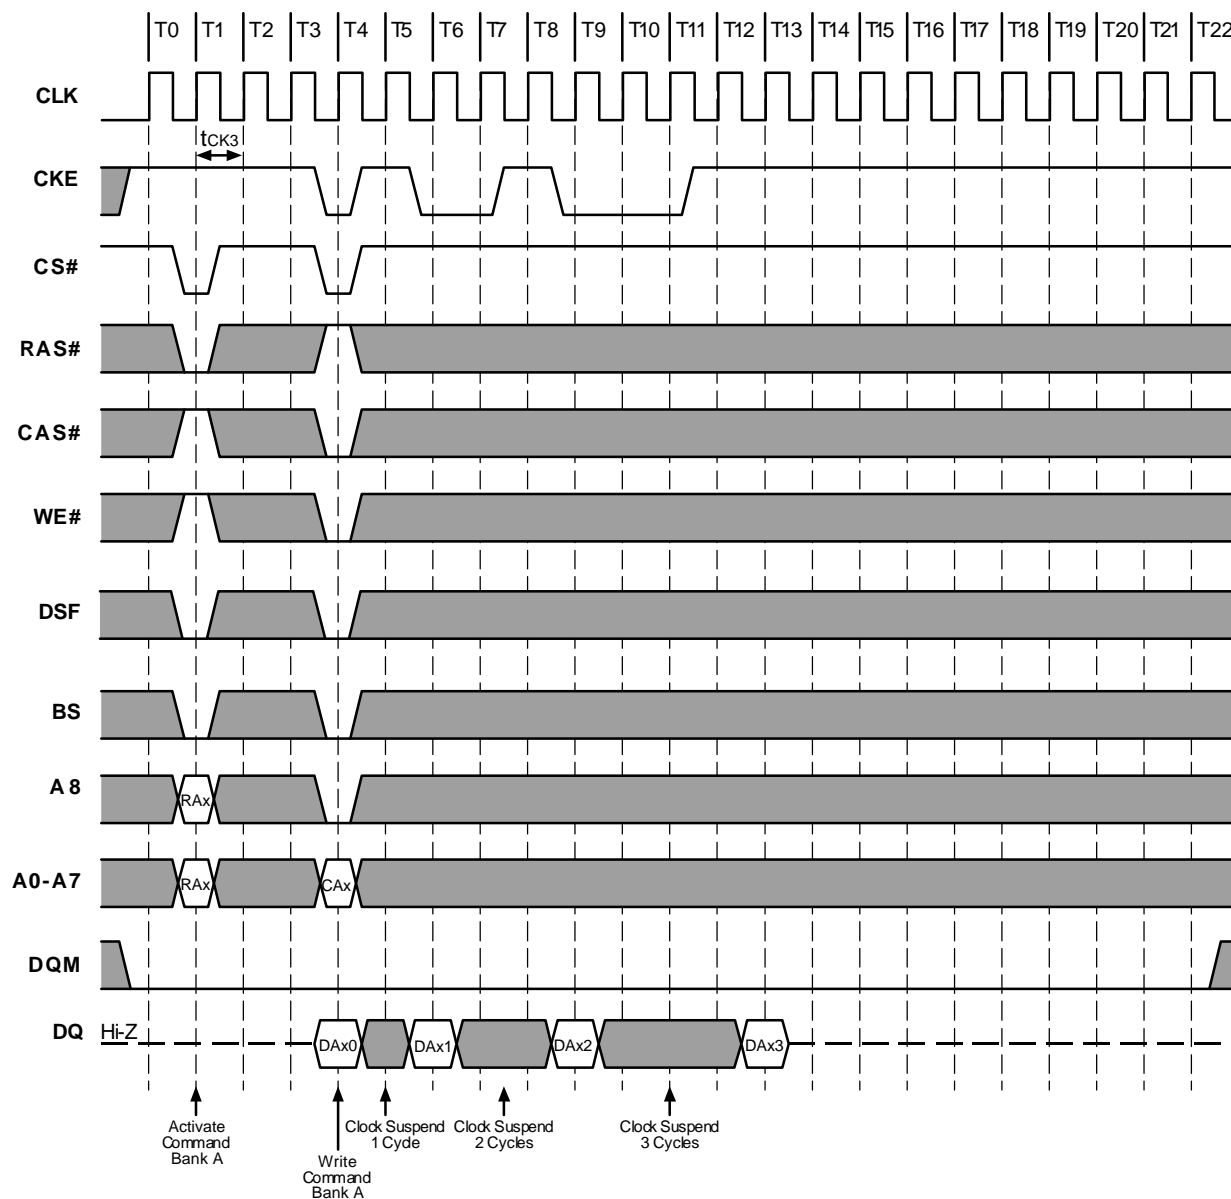 T0 T1 T2 T3 T4 T5 T6 T7 T8 T9 T10 T11 T12 T13 T14 T15 T16 T17 T18 T19 T20 T21 T22
CLK
tCK3
CKE
CS#
RAS#
CAS#
WE#
DSF
BS
A8
RAx
A0-A7
RAx CAx
DQM
DQ Hi-Z
DAx0 DAx1 DAx2 DAx3
Activate
Command
Bank A
Write
Command
Bank A
Clock Suspend
1 Cycle
Clock Suspend
2 Cycles
Clock Suspend
3 Cycles